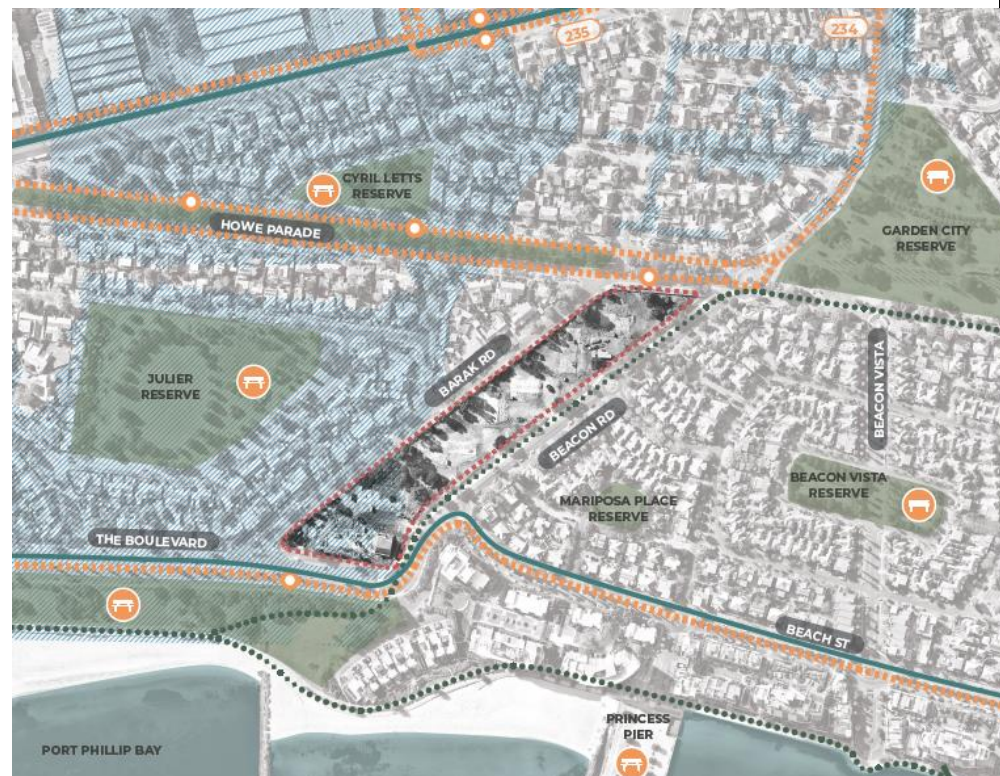 235
234
CYRIL LETTS
RESERVE
HOWE PARADE
GARDEN CITY
RESERVE
JULIER
RESERVE
BARAK RD
BEACON RD
BEACON VISTA
BEACON VISTA
RESERVE
MARIPOSA PLACE
RESERVE
THE BOULEVARD
BEACH ST
PRINCESS
PIER
PORT PHILLIP BAY